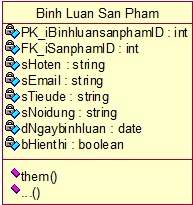 Binh Luan San Pham
PK_iBinhluansanphamID : int
FK_iSanphamID : int
sHoten : string
sEmail : string
sTieude : string
sNoidung : string
dNgaybinhluan : date
bHienthi : boolean
them()
...()